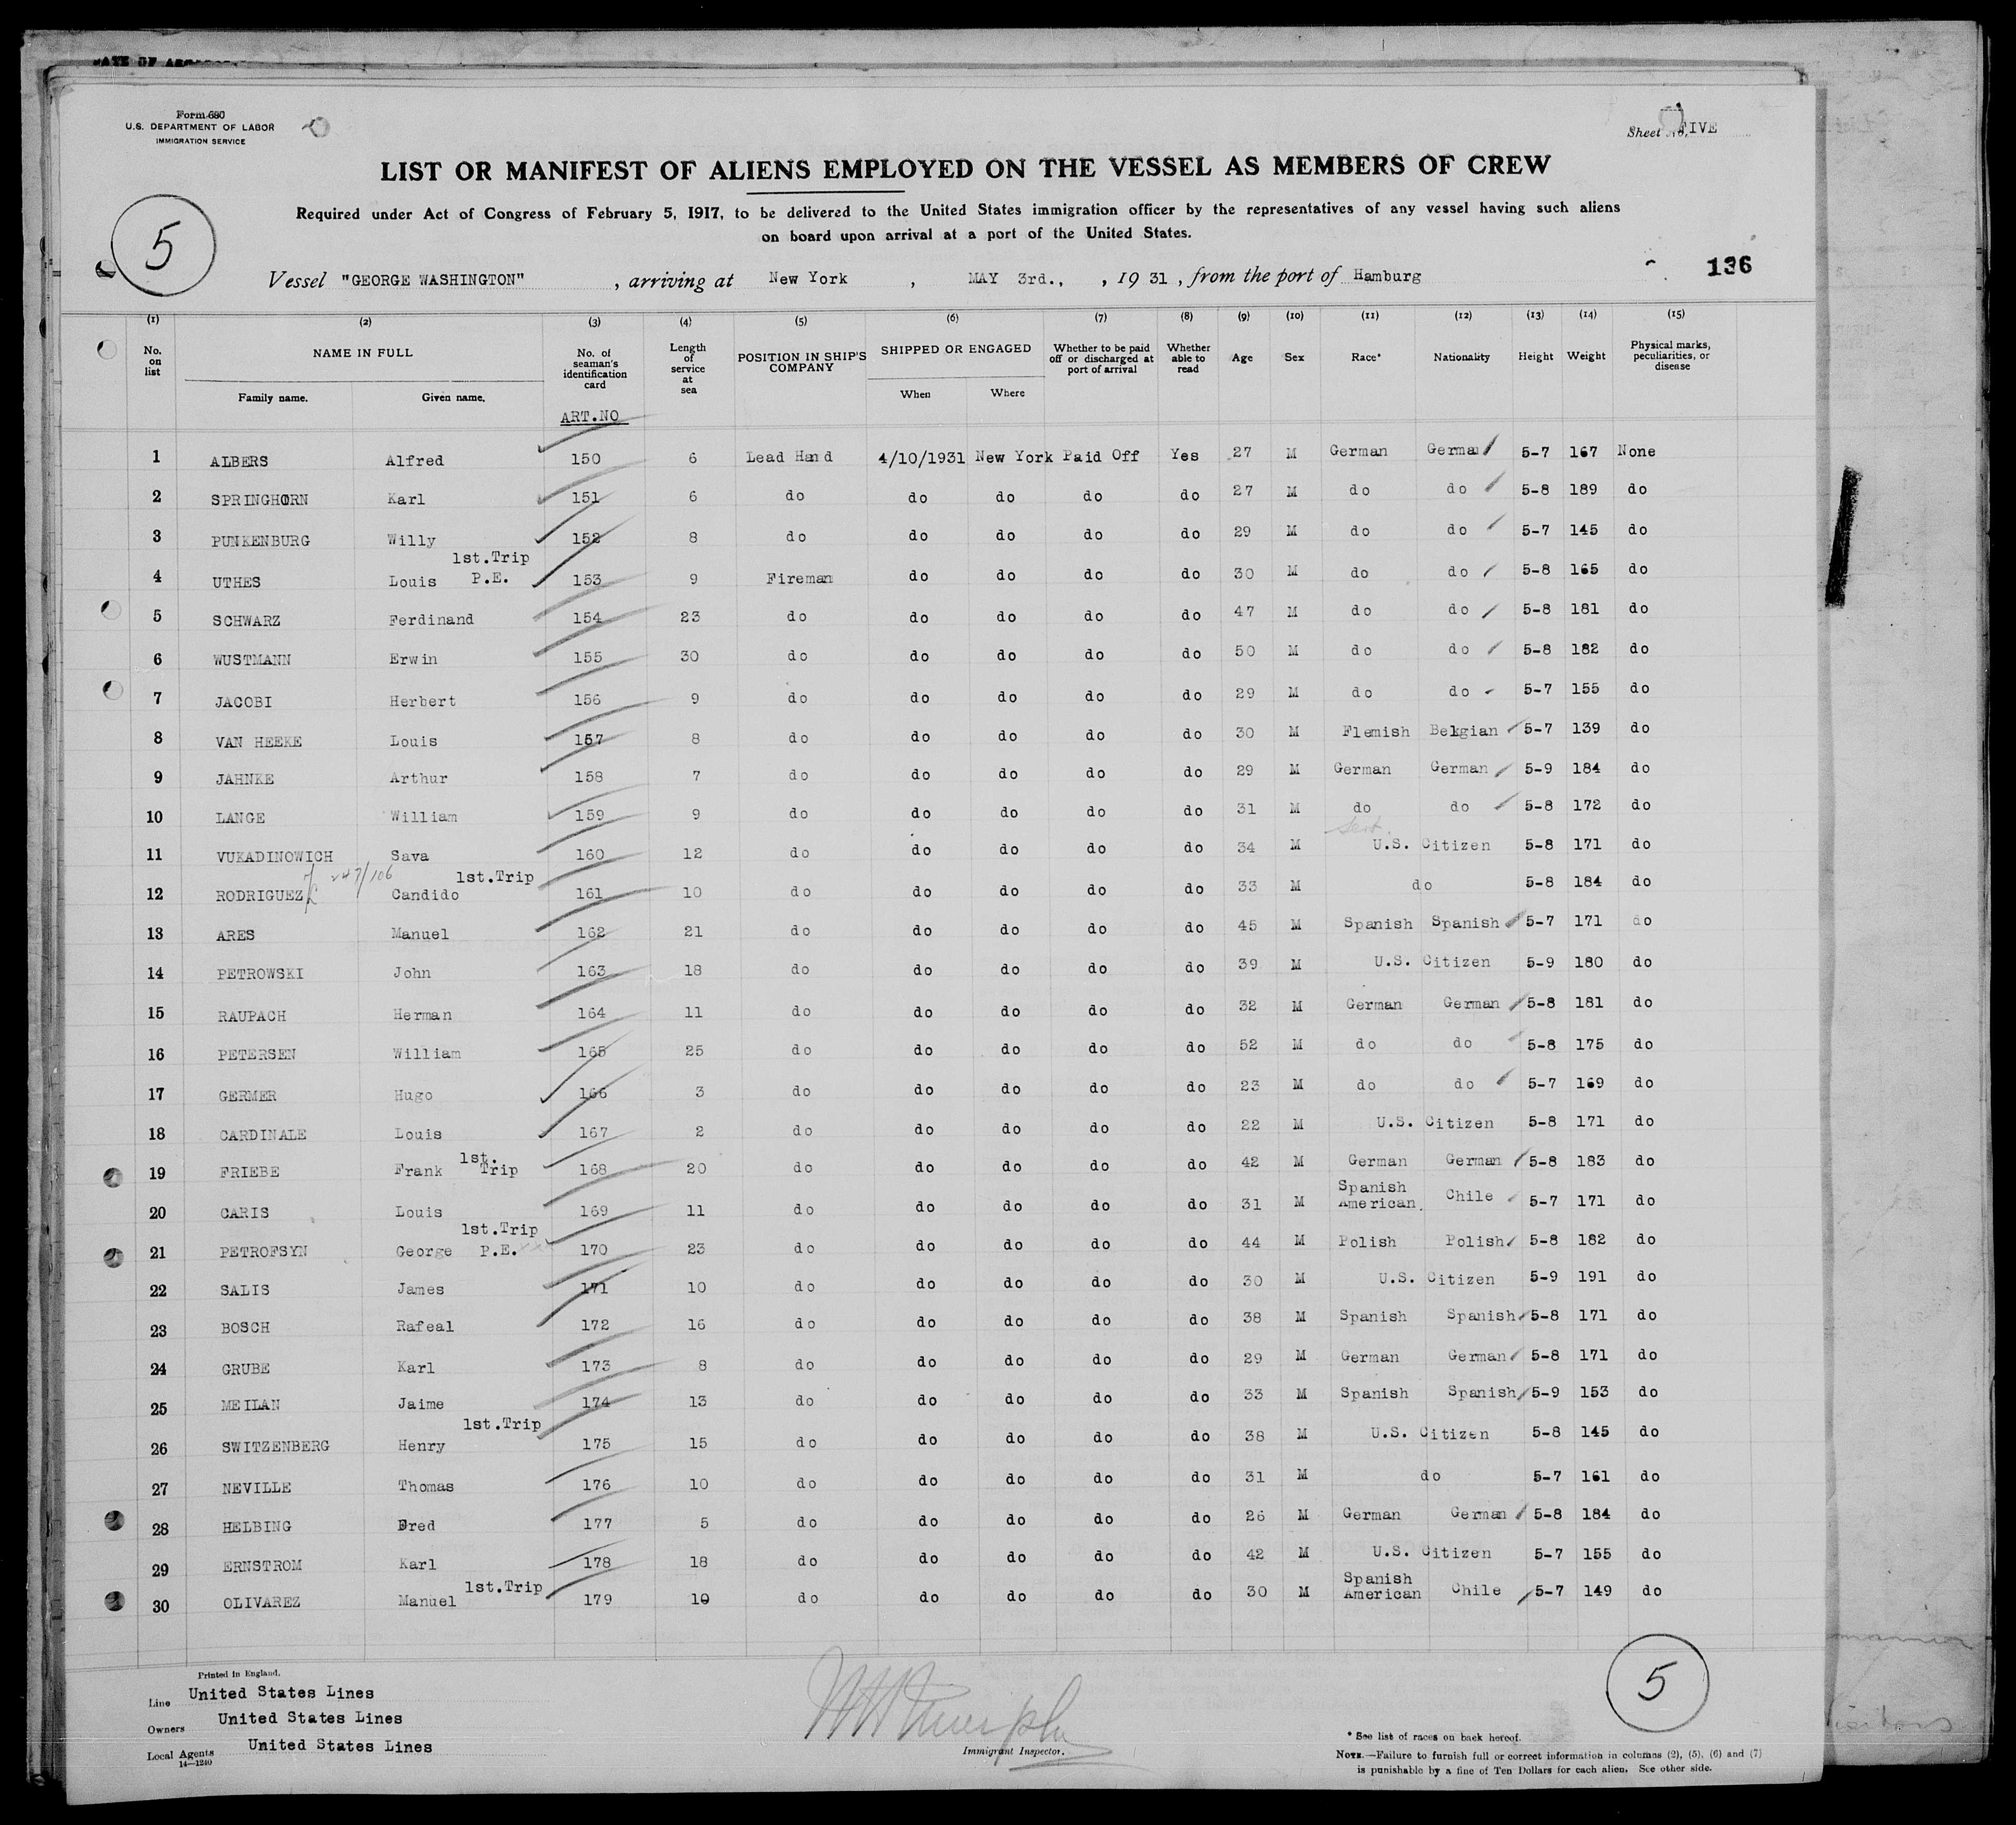 Form 680
U.S. DEPARTMENT OF LABOR
IMMIGRATION SERVICE
Sheet No. FIVE
LIST OR MANIFEST OF ALIENS EMPLOYED ON THE VESSEL AS MEMBERS OF CREW
Required under Act of Congress of February 5, 1917, to be delivered to the United States immigration officer by the representatives of any vessel having such aliens
on board upon arrival at a port of the United States.
5
Vessel "GEORGE WASHINGTON", arriving at New York, MAY 3rd., , 1931, from the port of Hamburg
136
(1) (2) (3) (4) (5) (6) (7) (8) (9) (10) (11) (12) (13) (14) (15)
No. on list NAME IN FULL Family name. Given name. No. of seaman's identification card Length of service at sea POSITION IN SHIP'S COMPANY SHIPPED OR ENGAGED When Where Whether to be paid off or discharged at port of arrival Whether able to read Age Sex Race* Nationality Height Weight Physical marks, peculiarities, or disease
ART.NO
1 ALBERS Alfred 150 6 Lead Hand 4/10/1931 New York Paid Off Yes 27 M German German 5-7 167 None
2 SPRINGHORN Karl 151 6 do do do do do 27 M do do 5-8 189 do
3 PUNKENBURG Willy 152 8 do do do do do 29 M do do 5-7 145 do
4 UTHES Louis 1st.Trip P.E. 153 9 Fireman do do do do 30 M do do 5-8 165 do
5 SCHWARZ Ferdinand 154 23 do do do do do 47 M do do 5-8 181 do
6 WUSTMANN Erwin 155 30 do do do do do 50 M do do 5-8 182 do
7 JACOBI Herbert 156 9 do do do do do 29 M do do 5-7 155 do
8 VAN HEEKE Louis 157 8 do do do do do 30 M Flemish Belgian 5-7 139 do
9 JAHNKE Arthur 158 7 do do do do do 29 M German German 5-9 184 do
10 LANGE William 159 9 do do do do do 31 M do do 5-8 172 do
11 VUKADINOWICH Sava 160 12 do do do do do 34 M U.S. Citizen 5-8 171 do
12 RODRIGUEZ 247/106 Candido 1st.Trip 161 10 do do do do do 33 M do 5-8 184 do
13 ARES Manuel 162 21 do do do do do 45 M Spanish Spanish 5-7 171 do
14 PETROWSKI John 163 18 do do do do do 39 M U.S. Citizen 5-9 180 do
15 RAUPACH Herman 164 11 do do do do do 32 M German German 5-8 181 do
16 PETERSEN William 165 25 do do do do do 52 M do do 5-8 175 do
17 GERMER Hugo 166 3 do do do do do 23 M do do 5-7 169 do
18 CARDINALE Louis 167 2 do do do do do 22 M U.S. Citizen 5-8 171 do
19 FRIEBE Frank 1st. Trip 168 20 do do do do do 42 M German German 5-8 183 do
20 CARIS Louis 169 11 do do do do do 31 M Spanish American. Chile 5-7 171 do
21 PETROFSYN George 1st.Trip P.E. 170 23 do do do do do 44 M Polish Polish 5-8 182 do
22 SALIS James 171 10 do do do do do 30 M U.S. Citizen 5-9 191 do
23 BOSCH Rafeal 172 16 do do do do do 38 M Spanish Spanish 5-8 171 do
24 GRUBE Karl 173 8 do do do do do 29 M German German 5-8 171 do
25 MEILAN Jaime 174 13 do do do do do 33 M Spanish Spanish 5-9 153 do
26 SWITZENBERG Henry 1st.Trip 175 15 do do do do do 38 M U.S. Citizen 5-8 145 do
27 NEVILLE Thomas 176 10 do do do do do 31 M do 5-7 161 do
28 HELBING Fred 177 5 do do do do do 26 M German German 5-8 184 do
29 ERNSTROM Karl 178 18 do do do do do 42 M U.S. Citizen 5-7 155 do
30 OLIVAREZ Manuel 1st.Trip 179 10 do do do do do 30 M Spanish American Chile 5-7 149 do
Printed in England.
Line United States Lines
Owners United States Lines
Local Agents United States Lines
14—1240
Immigrant Inspector.
5
* See list of races on back hereof.
NOTE.—Failure to furnish full or correct information in columns (2), (5), (6) and (7)
is punishable by a fine of Ten Dollars for each alien. See other side.